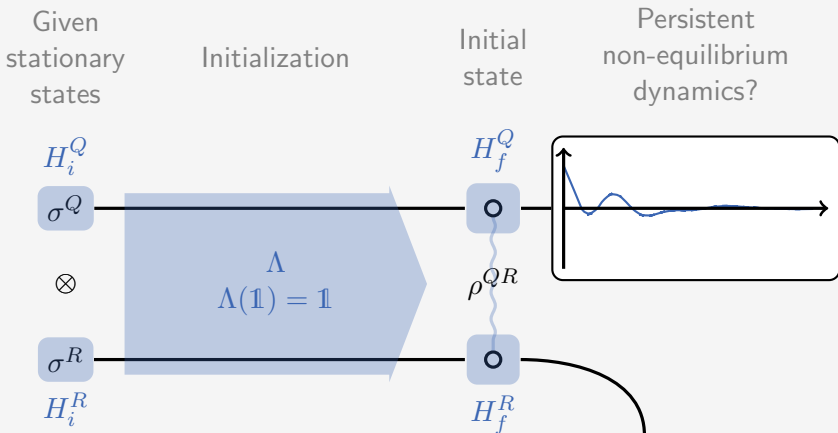 Given
stationary
states
Initialization
Initial
state
Persistent
non-equilibrium
dynamics?
H_i^Q
H_f^Q
σ^Q
⊗
Λ
Λ(𝟙) = 𝟙
ρ^{QR}
σ^R
H_i^R
H_f^R